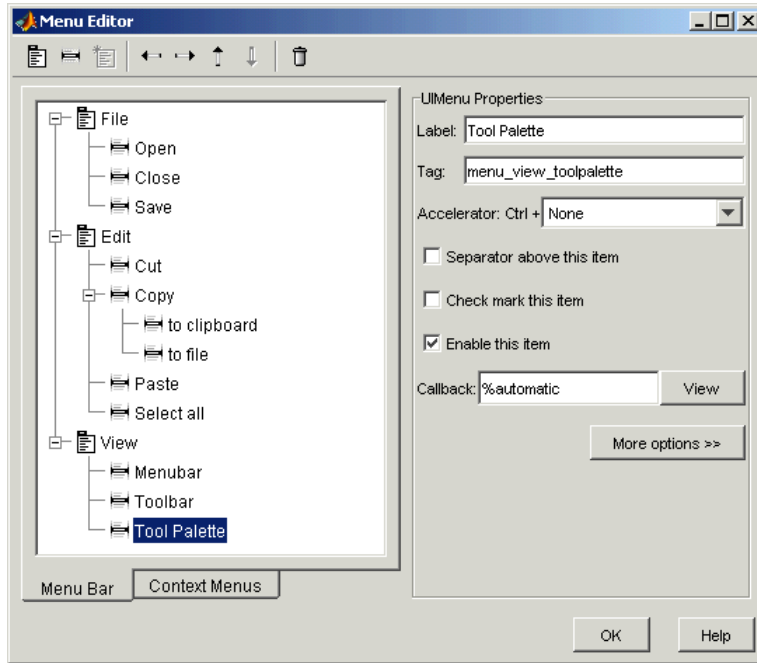 Menu Editor
File
Open
Close
Save
Edit
Cut
Copy
to clipboard
to file
Paste
Select all
View
Menubar
Toolbar
Tool Palette
Menu Bar
Context Menus
UIMenu Properties
Label: Tool Palette
Tag: menu_view_toolpalette
Accelerator: Ctrl + None
Separator above this item
Check mark this item
Enable this item
Callback: %automatic View
More options >>
OK Help